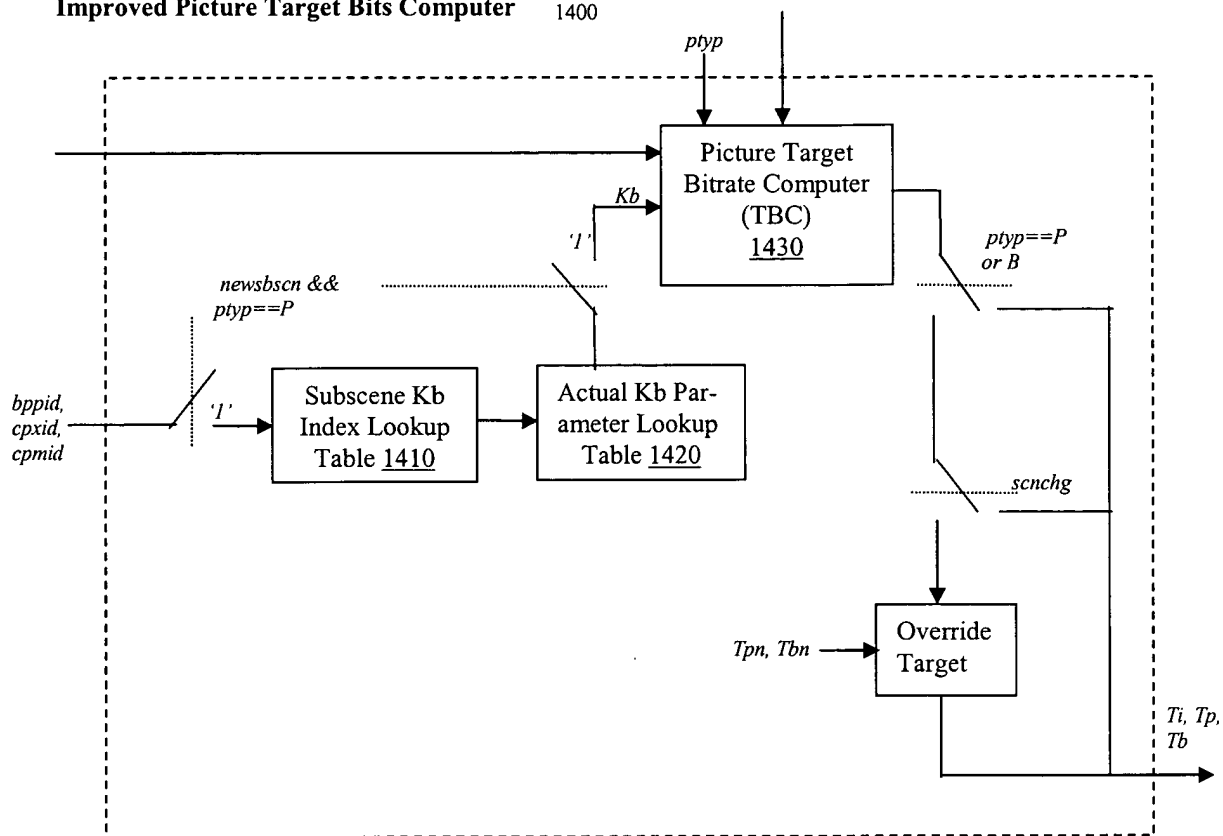 Improved Picture Target Bits Computer 1400
ptyp
Picture Target
Bitrate Computer
(TBC)
1430
Kb
'1'
ptyp==P
or B
newsbscn &&
ptyp==P
bppid,
cpxid,
cpmid
'1'
Subscene Kb
Index Lookup
Table 1410
Actual Kb Par-
ameter Lookup
Table 1420
scnchg
Override
Target
Tpn, Tbn
Ti, Tp,
Tb